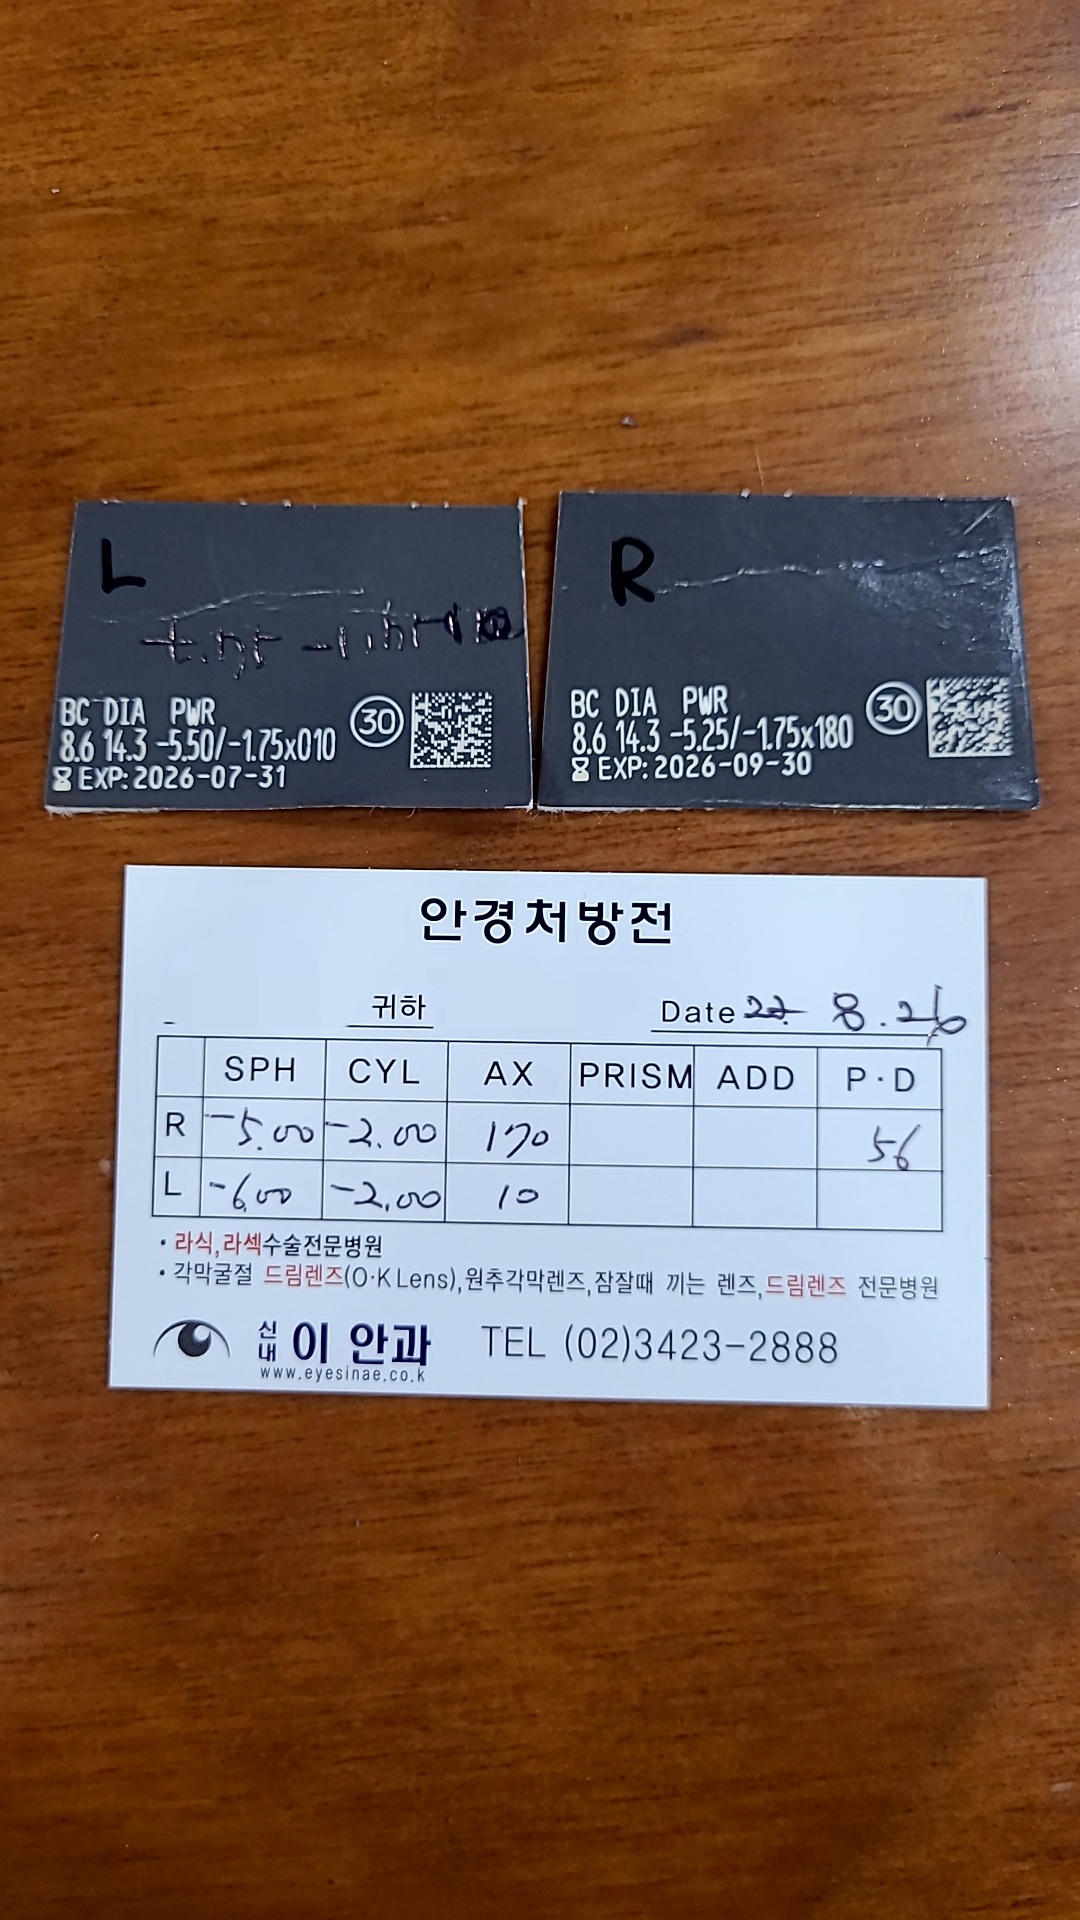 L
BC DIA PWR
8.6 14.3 -5.50/-1.75x010
EXP: 2026-07-31
30
R
BC DIA PWR
8.6 14.3 -5.25/-1.75x180
EXP: 2026-09-30
30
안경처방전
귀하 Date 22. 8.26
SPH CYL AX PRISM ADD P·D
R -5.00 -2.00 170 56
L -6.00 -2.00 10
· 라식,라섹수술전문병원
· 각막굴절 드림렌즈(O·K Lens),원추각막렌즈,잠잘때 끼는 렌즈,드림렌즈 전문병원
신내 이 안과 TEL (02)3423-2888
www.eyesinae.co.k